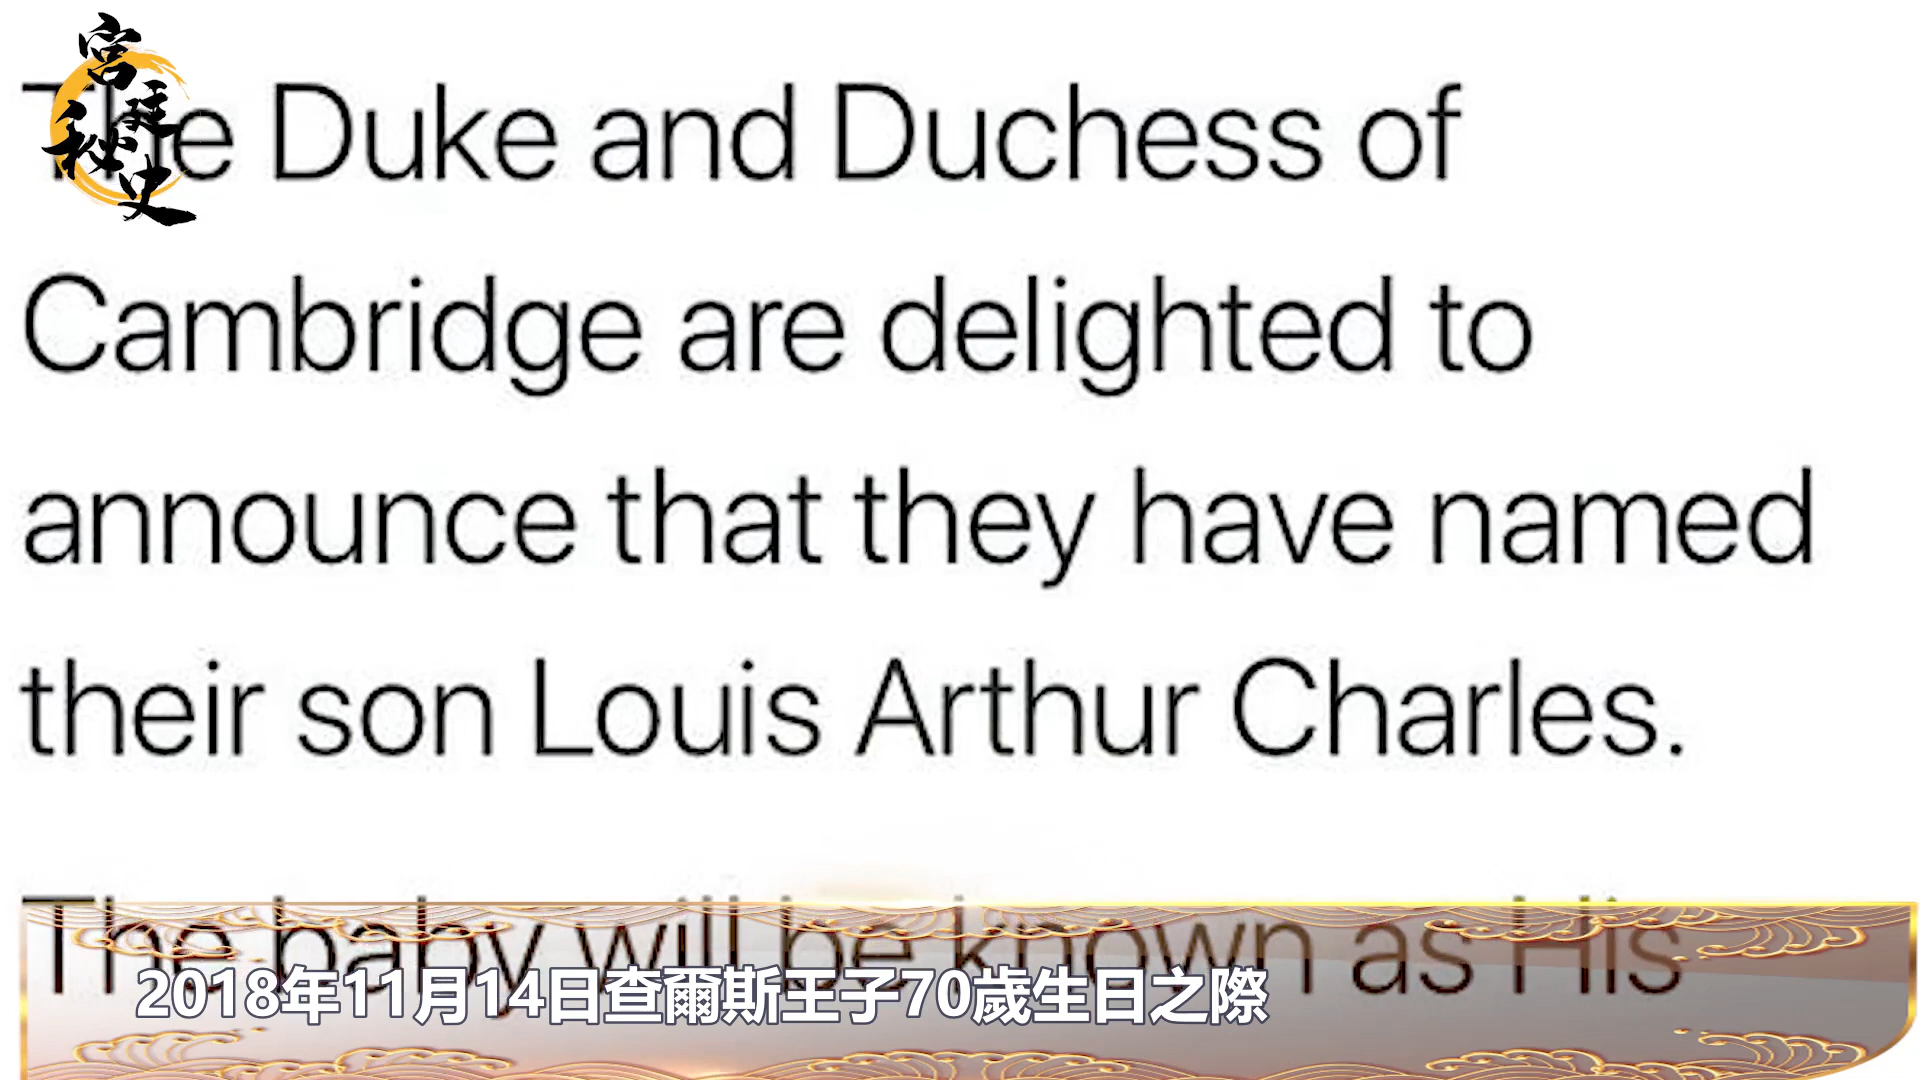 宮廷秘史
The Duke and Duchess of
Cambridge are delighted to
announce that they have named
their son Louis Arthur Charles.
The baby will be known as His
2018年11月14日查爾斯王子70歲生日之際